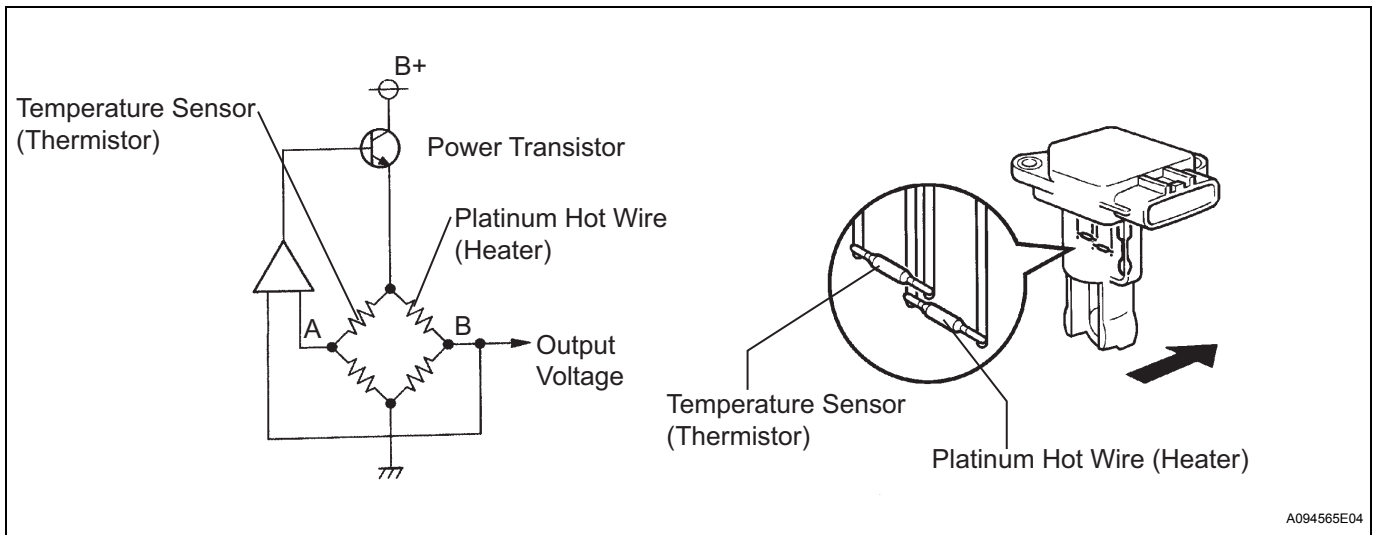 B+
Temperature Sensor
(Thermistor)
Power Transistor
Platinum Hot Wire
(Heater)
A
B
Output
Voltage
Temperature Sensor
(Thermistor)
Platinum Hot Wire (Heater)
A094565E04